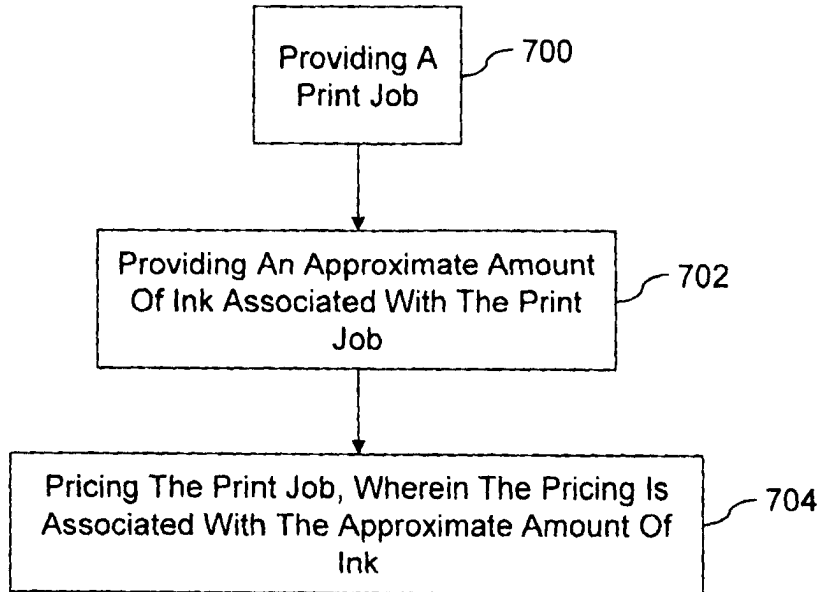 Providing A
Print Job
700
Providing An Approximate Amount
Of Ink Associated With The Print
Job
702
Pricing The Print Job, Wherein The Pricing Is
Associated With The Approximate Amount Of
Ink
704